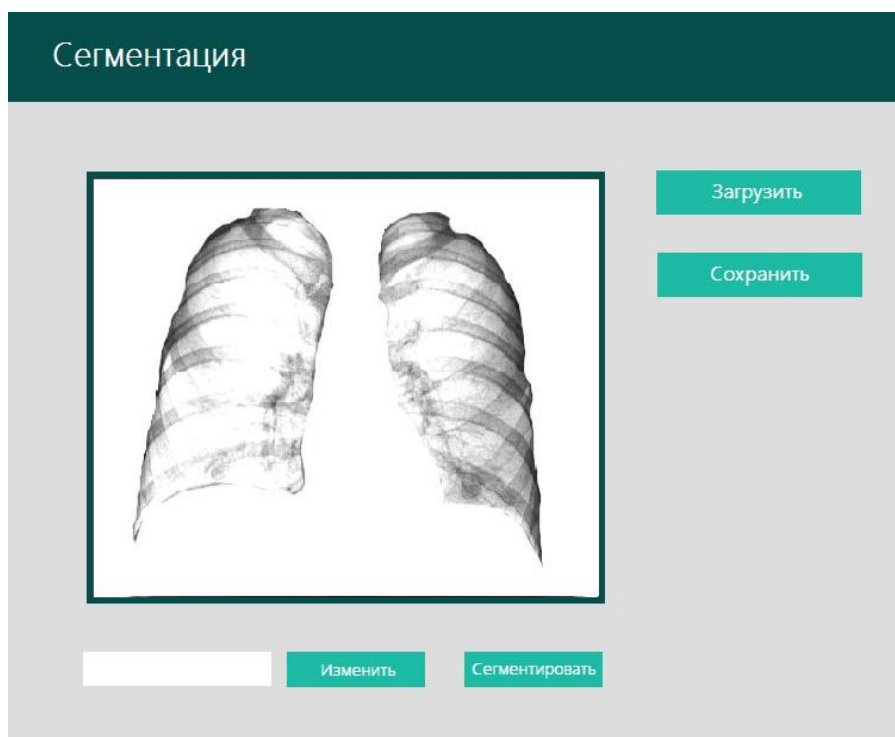 Сегментация
Загрузить
Сохранить
Изменить
Сегментировать